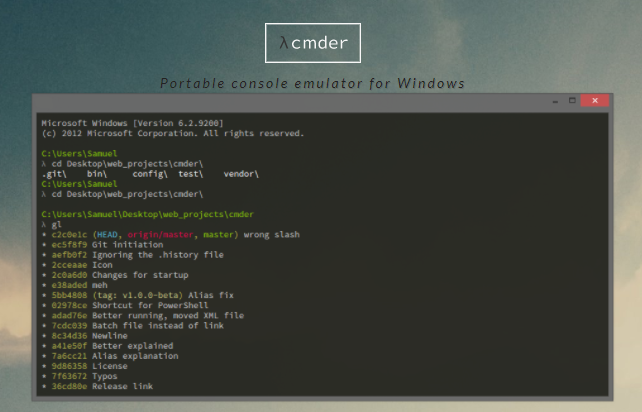 λcmder
Portable console emulator for Windows
Microsoft Windows [Version 6.2.9200]
(c) 2012 Microsoft Corporation. All rights reserved.
C:\Users\Samuel
λ cd Desktop\web_projects\cmder\
.git\ bin\ config\ test\ vendor\
C:\Users\Samuel
λ cd Desktop\web_projects\cmder\
C:\Users\Samuel\Desktop\web_projects\cmder
λ gl
* c2c0e1c (HEAD, origin/master, master) wrong slash
* ec5f8f9 Git initiation
* aefb0f2 Ignoring the .history file
* 2cceaae Icon
* 2c0a6d0 Changes for startup
* e38aded meh
* 5bb4808 (tag: v1.0.0-beta) Alias fix
* 02978ce Shortcut for PowerShell
* adad76e Better running, moved XML file
* 7cdc039 Batch file instead of link
* 8c34d36 Newline
* a41e50f Better explained
* 7a6cc21 Alias explanation
* 9d86358 License
* 7f63672 Typos
* 36cd80e Release link